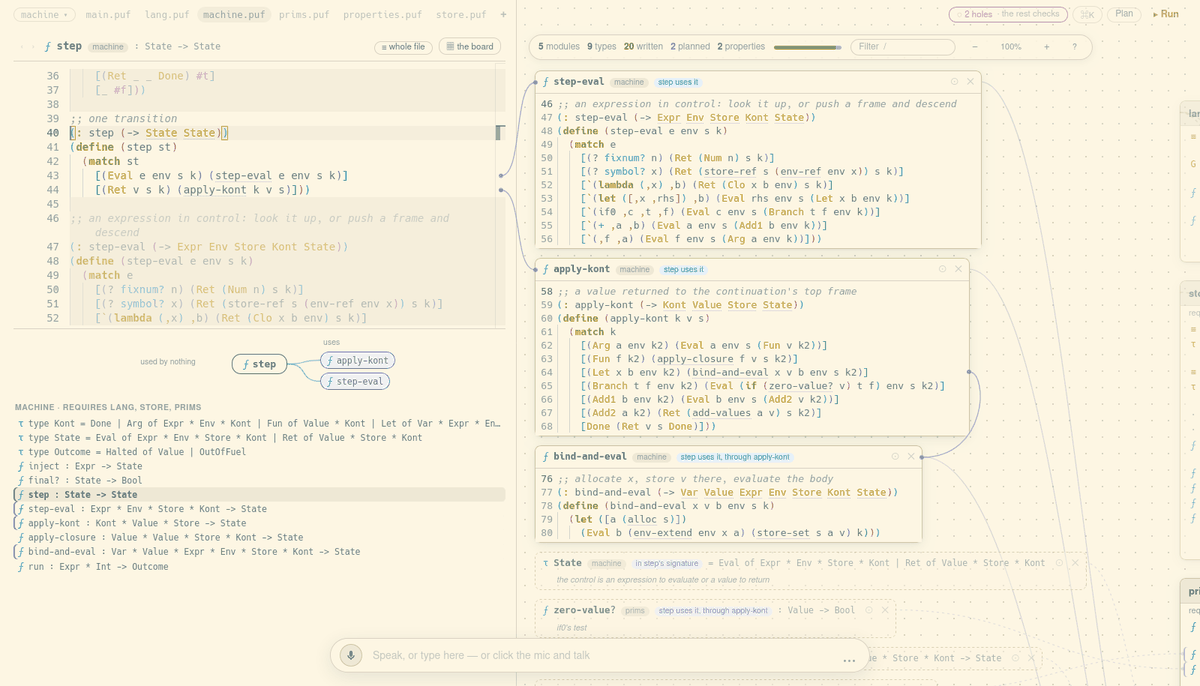 machine ▾ main.puf lang.puf machine.puf prims.puf properties.puf store.puf +
2 holes · the rest checks ⌘K Plan ▸ Run
ƒ step machine : State -> State ≡ whole file ▤ the board
36 [(Ret _ _ Done) #t]
37 [_ #f]))
38
39 ;; one transition
40 (: step (-> State State))
41 (define (step st)
42 (match st
43 [(Eval e env s k) (step-eval e env s k)]
44 [(Ret v s k) (apply-kont k v s)]))
45
46 ;; an expression in control: look it up, or push a frame and
descend
47 (: step-eval (-> Expr Env Store Kont State))
48 (define (step-eval e env s k)
49 (match e
50 [(? fixnum? n) (Ret (Num n) s k)]
51 [(? symbol? x) (Ret (store-ref s (env-ref env x)) s k)]
52 [`(lambda (,x) ,b) (Ret (Clo x b env) s k)]
uses
used by nothing
ƒ step
ƒ apply-kont
ƒ step-eval
MACHINE · REQUIRES LANG, STORE, PRIMS
τ type Kont = Done | Arg of Expr * Env * Kont | Fun of Value * Kont | Let of Var * Expr * En…
τ type State = Eval of Expr * Env * Store * Kont | Ret of Value * Store * Kont
τ type Outcome = Halted of Value | OutOfFuel
ƒ inject : Expr -> State
ƒ final? : State -> Bool
ƒ step : State -> State
ƒ step-eval : Expr * Env * Store * Kont -> State
ƒ apply-kont : Kont * Value * Store -> State
ƒ apply-closure : Value * Value * Store * Kont -> State
ƒ bind-and-eval : Var * Value * Expr * Env * Store * Kont -> State
ƒ run : Expr * Int -> Outcome
5 modules 9 types 20 written 2 planned 2 properties Filter / − 100% + ?
ƒ step-eval machine step uses it
46 ;; an expression in control: look it up, or push a frame and descend
47 (: step-eval (-> Expr Env Store Kont State))
48 (define (step-eval e env s k)
49 (match e
50 [(? fixnum? n) (Ret (Num n) s k)]
51 [(? symbol? x) (Ret (store-ref s (env-ref env x)) s k)]
52 [`(lambda (,x) ,b) (Ret (Clo x b env) s k)]
53 [`(let ([,x ,rhs]) ,b) (Eval rhs env s (Let x b env k))]
54 [`(if0 ,c ,t ,f) (Eval c env s (Branch t f env k))]
55 [`(+ ,a ,b) (Eval a env s (Add1 b env k))]
56 [`(,f ,a) (Eval f env s (Arg a env k))]))
ƒ apply-kont machine step uses it
58 ;; a value returned to the continuation's top frame
59 (: apply-kont (-> Kont Value Store State))
60 (define (apply-kont k v s)
61 (match k
62 [(Arg a env k2) (Eval a env s (Fun v k2))]
63 [(Fun f k2) (apply-closure f v s k2)]
64 [(Let x b env k2) (bind-and-eval x v b env s k2)]
65 [(Branch t f env k2) (Eval (if (zero-value? v) t f) env s k2)]
66 [(Add1 b env k2) (Eval b env s (Add2 v k2))]
67 [(Add2 a k2) (Ret (add-values a v) s k2)]
68 [Done (Ret v s Done)]))
ƒ bind-and-eval machine step uses it, through apply-kont
76 ;; allocate x, store v there, evaluate the body
77 (: bind-and-eval (-> Var Value Expr Env Store Kont State))
78 (define (bind-and-eval x v b env s k)
79 (let ([a (alloc s)])
80 (Eval b (env-extend env x a) (store-set s a v) k)))
τ State machine in step's signature = Eval of Expr * Env * Store * Kont | Ret of Value * Store * Kont
the control is an expression to evaluate or a value to return
ƒ zero-value? prims step uses it, through apply-kont : Value -> Bool
if0's test
Speak, or type here — or click the mic and talk …
* Store * Kont -> State